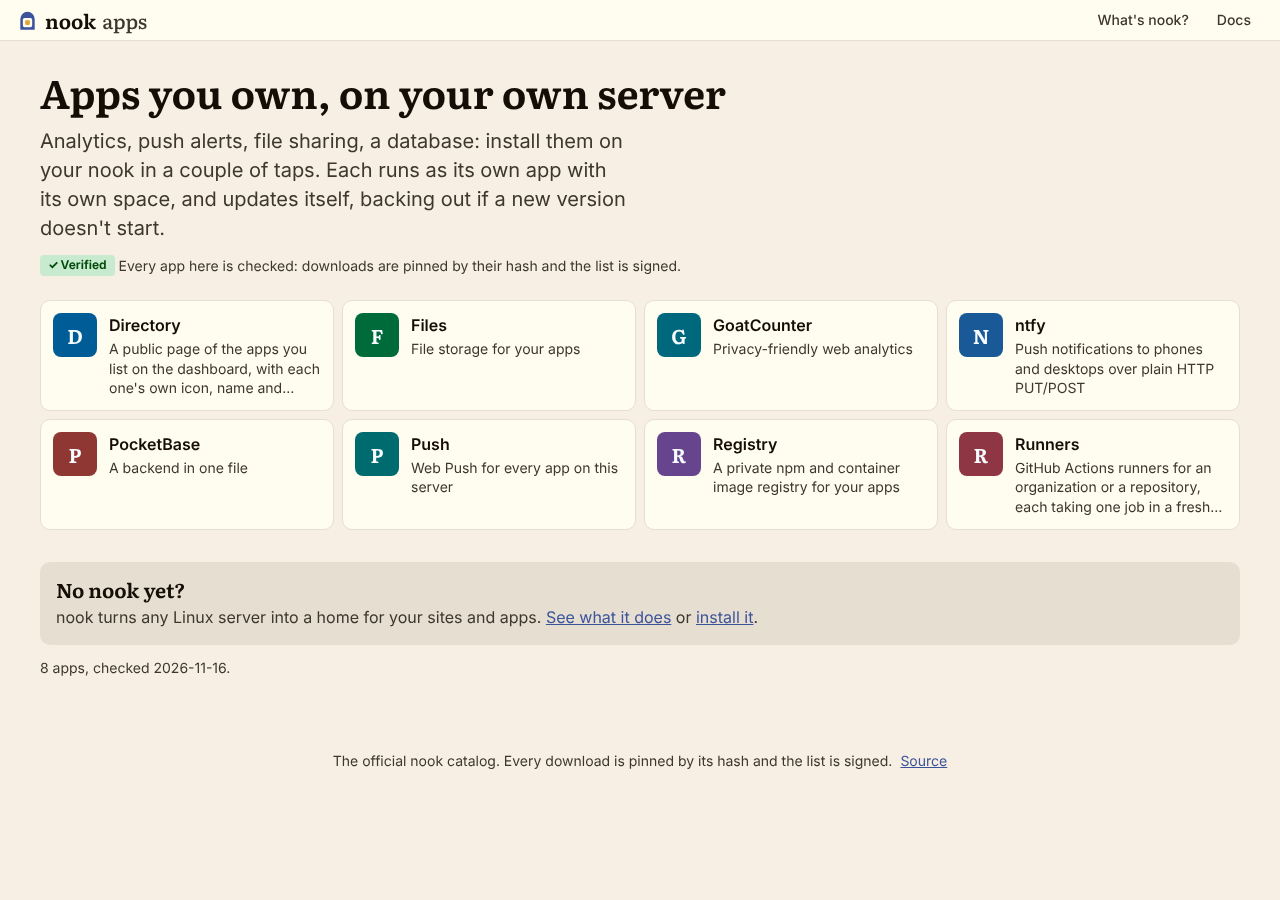 nook apps
What's nook?
Docs
Apps you own, on your own server
Analytics, push alerts, file sharing, a database: install them on
your nook in a couple of taps. Each runs as its own app with
its own space, and updates itself, backing out if a new version
doesn't start.
✓ Verified Every app here is checked: downloads are pinned by their hash and the list is signed.
D
Directory
A public page of the apps you
list on the dashboard, with each
one's own icon, name and...
F
Files
File storage for your apps
G
GoatCounter
Privacy-friendly web analytics
N
ntfy
Push notifications to phones
and desktops over plain HTTP
PUT/POST
P
PocketBase
A backend in one file
P
Push
Web Push for every app on this
server
R
Registry
A private npm and container
image registry for your apps
R
Runners
GitHub Actions runners for an
organization or a repository,
each taking one job in a fresh...
No nook yet?
nook turns any Linux server into a home for your sites and apps. See what it does or install it.
8 apps, checked 2026-11-16.
The official nook catalog. Every download is pinned by its hash and the list is signed. Source